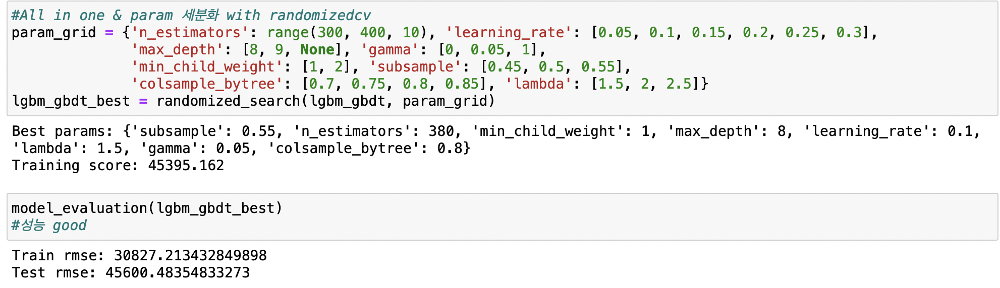 #All in one & param 세분화 with randomizedcv
param_grid = {'n_estimators': range(300, 400, 10), 'learning_rate': [0.05, 0.1, 0.15, 0.2, 0.25, 0.3],
'max_depth': [8, 9, None], 'gamma': [0, 0.05, 1],
'min_child_weight': [1, 2], 'subsample': [0.45, 0.5, 0.55],
'colsample_bytree': [0.7, 0.75, 0.8, 0.85], 'lambda': [1.5, 2, 2.5]}
lgbm_gbdt_best = randomized_search(lgbm_gbdt, param_grid)
Best params: {'subsample': 0.55, 'n_estimators': 380, 'min_child_weight': 1, 'max_depth': 8, 'learning_rate': 0.1,
'lambda': 1.5, 'gamma': 0.05, 'colsample_bytree': 0.8}
Training score: 45395.162
model_evaluation(lgbm_gbdt_best)
#성능 good
Train rmse: 30827.213432849898
Test rmse: 45600.48354833273